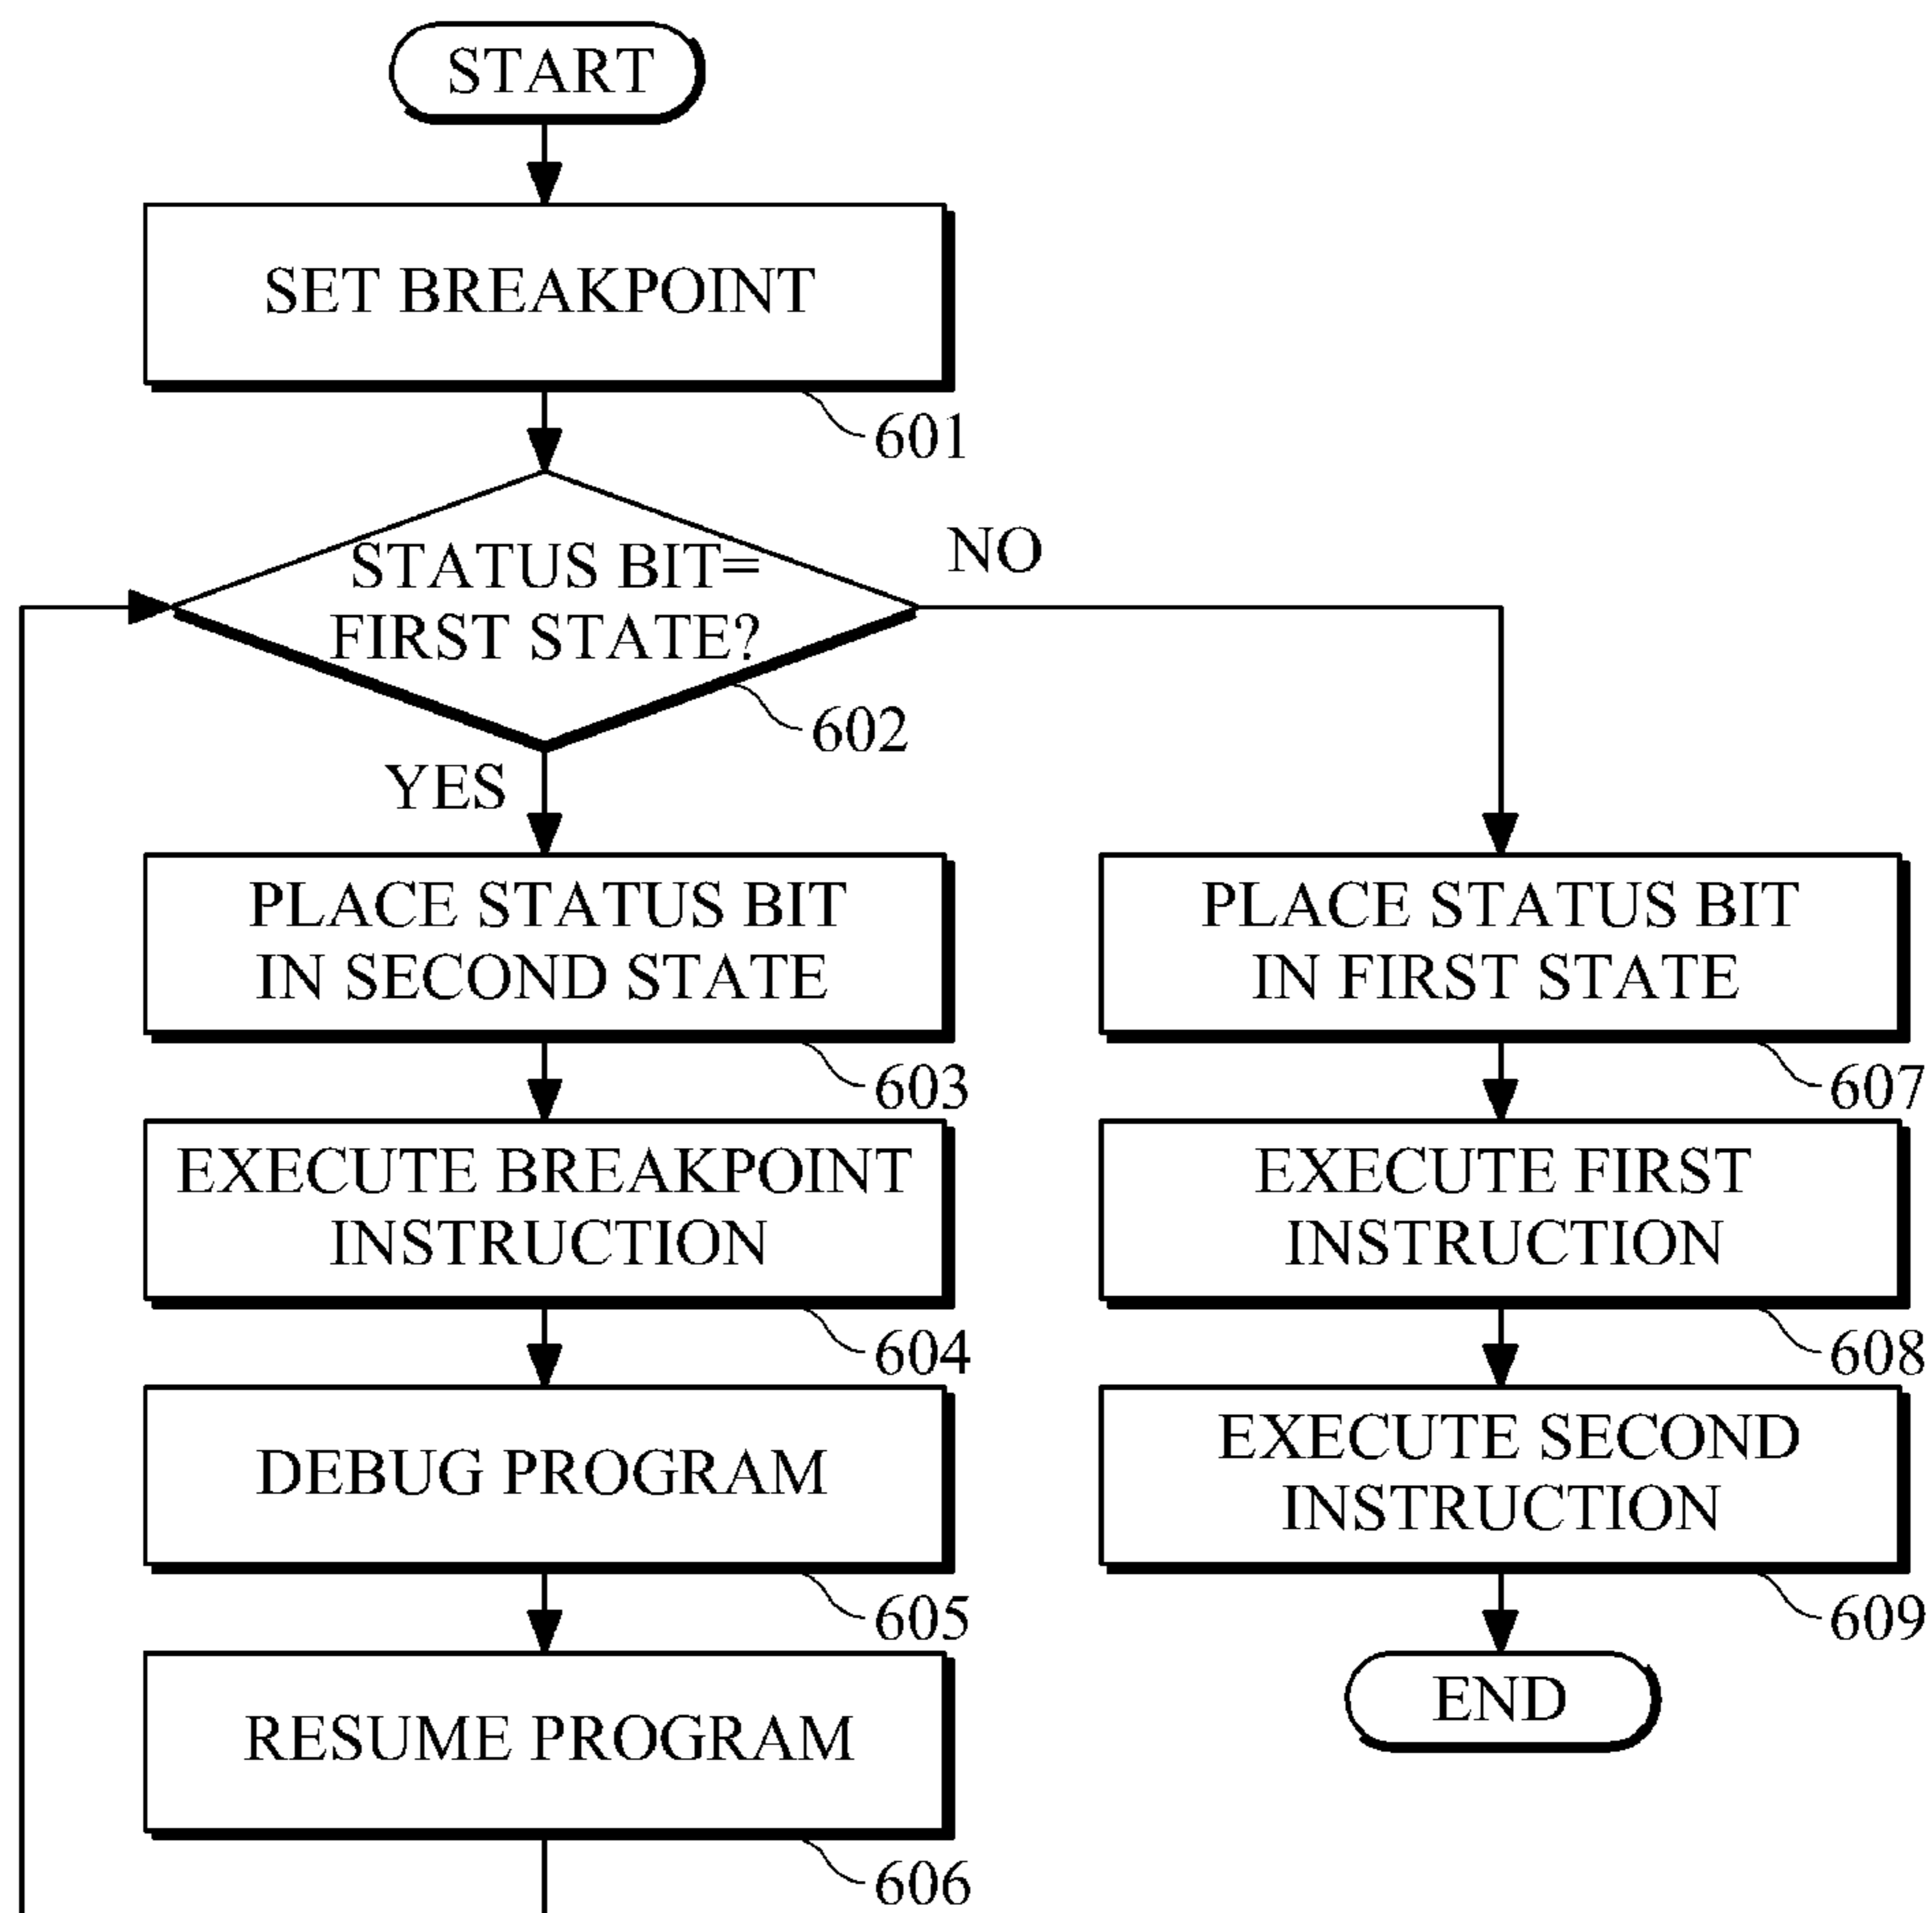 START
SET BREAKPOINT
601
STATUS BIT=
FIRST STATE?
602
NO
YES
PLACE STATUS BIT
IN SECOND STATE
603
EXECUTE BREAKPOINT
INSTRUCTION
604
DEBUG PROGRAM
605
RESUME PROGRAM
606
PLACE STATUS BIT
IN FIRST STATE
607
EXECUTE FIRST
INSTRUCTION
608
EXECUTE SECOND
INSTRUCTION
609
END